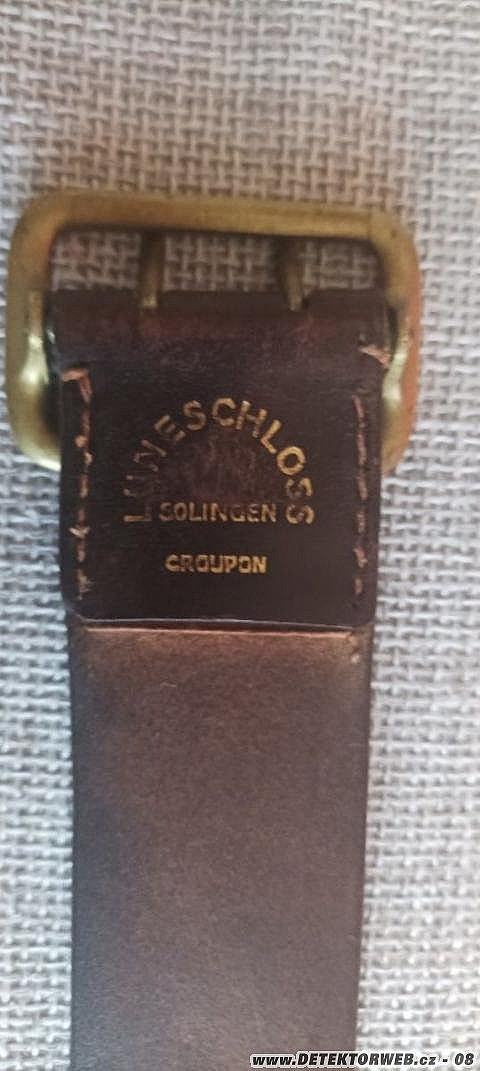 LÜNESCHLOSS
SOLINGEN
CROUPON
www.DETEKTORWEB.cz - 08